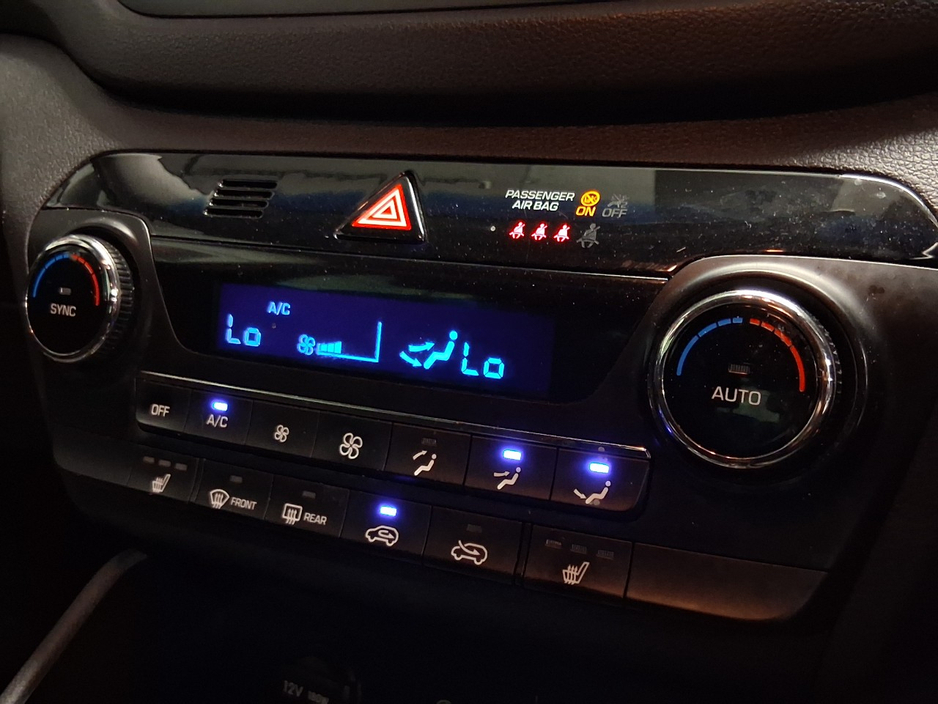 PASSENGER
AIR BAG
ON
OFF
SYNC
A/C
Lo
Lo
AUTO
OFF
A/C
FRONT
REAR
12V